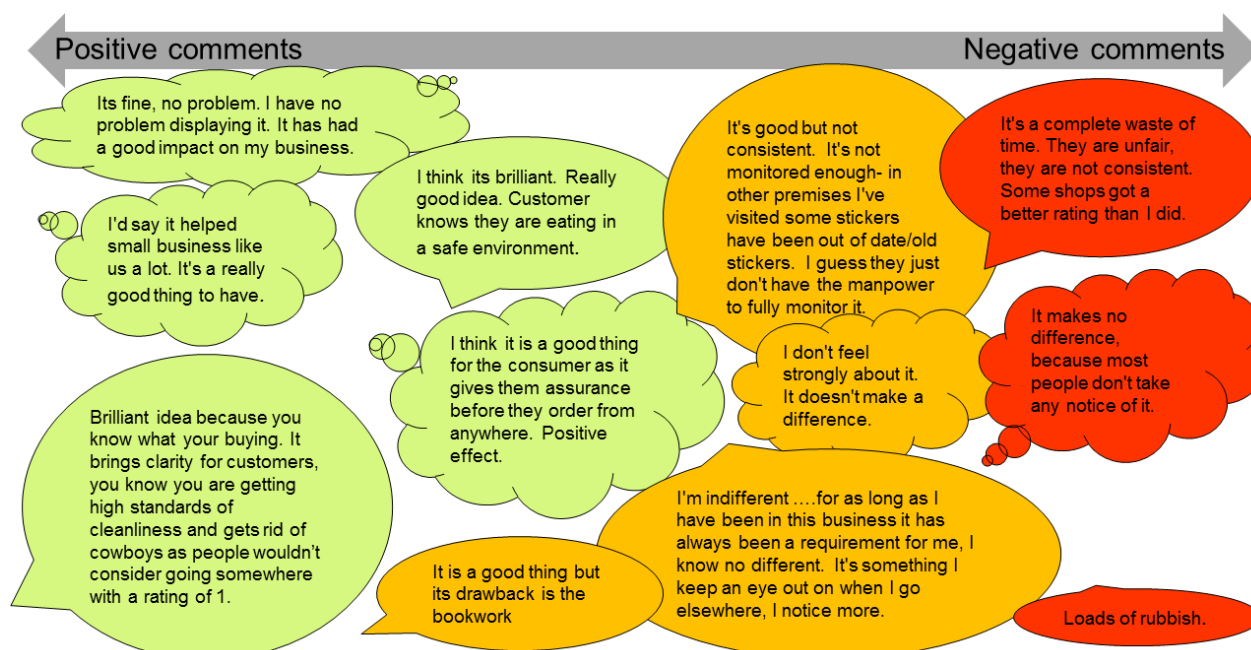 Positive comments
Negative comments
Its fine, no problem. I have no
problem displaying it. It has had
a good impact on my business.
I'd say it helped
small business like
us a lot. It's a really
good thing to have.
Brilliant idea because you
know what your buying. It
brings clarity for customers,
you know you are getting
high standards of
cleanliness and gets rid of
cowboys as people wouldn’t
consider going somewhere
with a rating of 1.
I think its brilliant. Really
good idea. Customer
knows they are eating in
a safe environment.
I think it is a good thing
for the consumer as it
gives them assurance
before they order from
anywhere. Positive
effect.
It is a good thing but
its drawback is the
bookwork
It's good but not
consistent. It's not
monitored enough- in
other premises I've
visited some stickers
have been out of date/old
stickers. I guess they just
don't have the manpower
to fully monitor it.
I don't feel
strongly about it.
It doesn't make a
difference.
I'm indifferent ....for as long as I
have been in this business it has
always been a requirement for me, I
know no different. It's something I
keep an eye out on when I go
elsewhere, I notice more.
It's a complete waste of
time. They are unfair,
they are not consistent.
Some shops got a
better rating than I did.
It makes no
difference,
because most
people don't take
any notice of it.
Loads of rubbish.